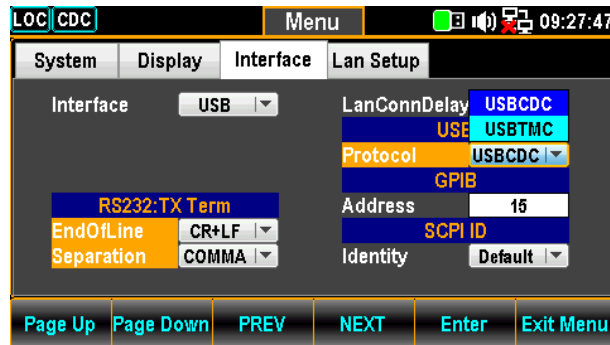 LOC CDC Menu 09:27:47
System Display Interface Lan Setup
Interface USB LanConnDelay USBCDC
USB USBTMC
Protocol USBCDC
GPIB
RS232:TX Term Address 15
EndOfLine CR+LF SCPI ID
Separation COMMA Identity Default
Page Up Page Down PREV NEXT Enter Exit Menu